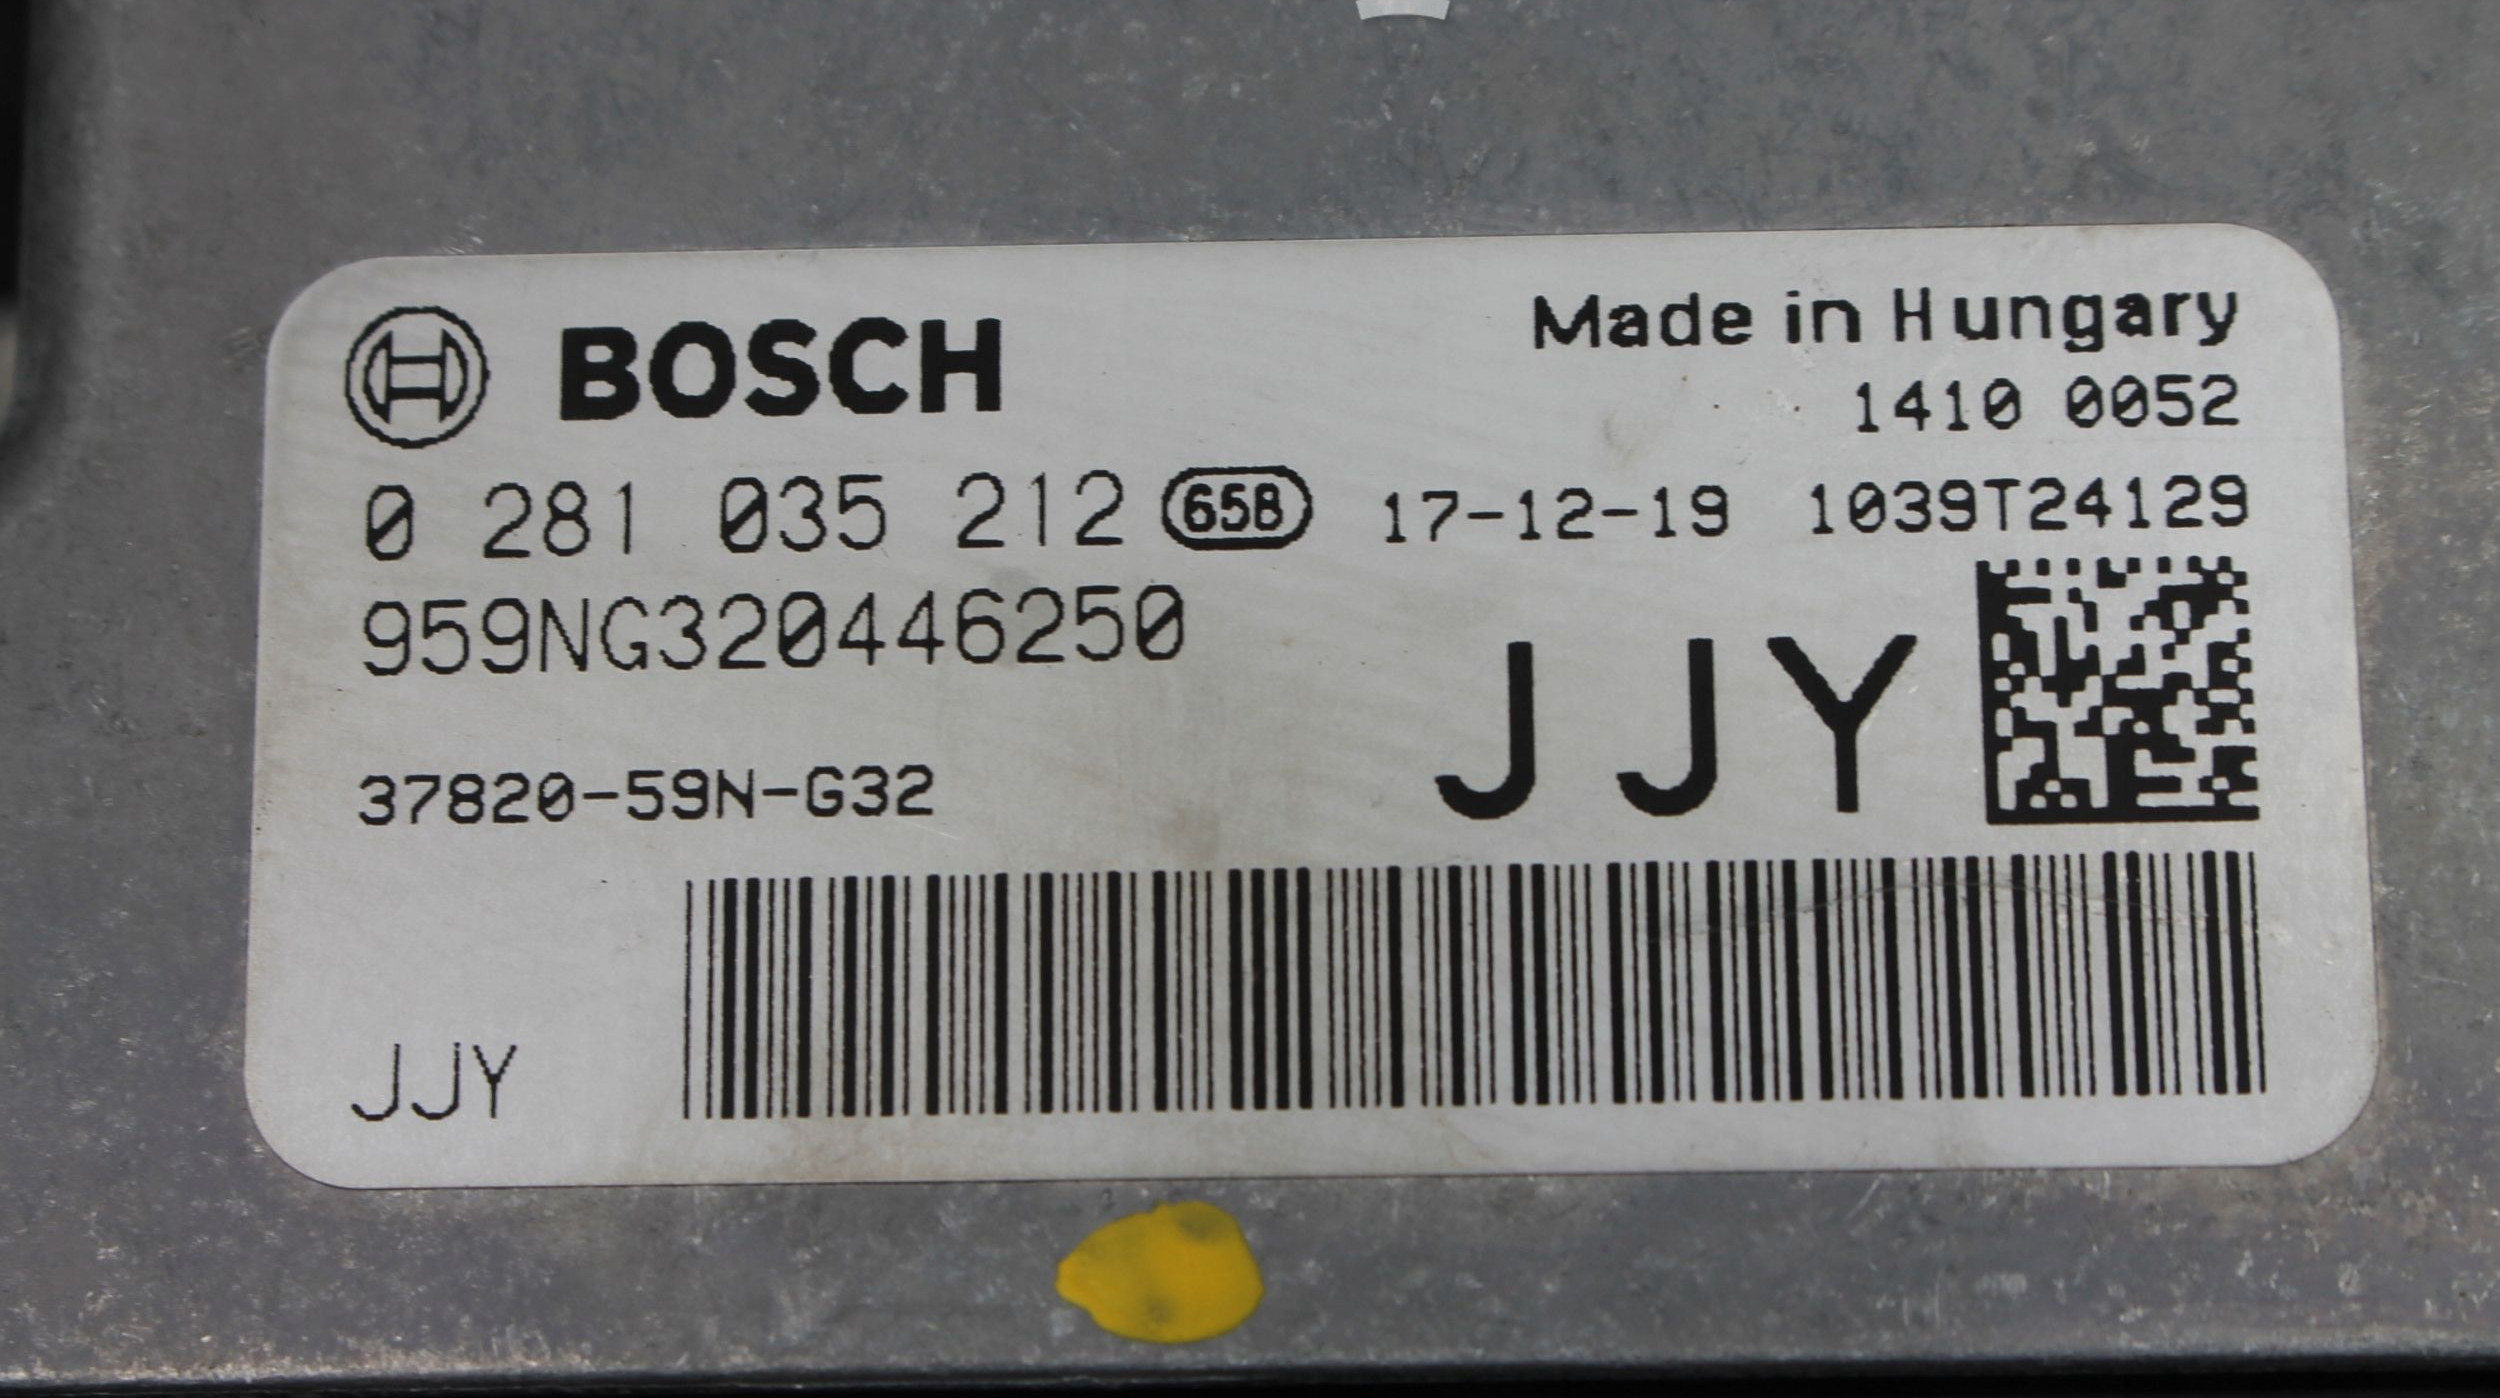 BOSCH
Made in Hungary
1410 0052
0 281 035 212 658 17-12-19 1039T24129
959NG320446250
JJY
37820-59N-G32
JJY